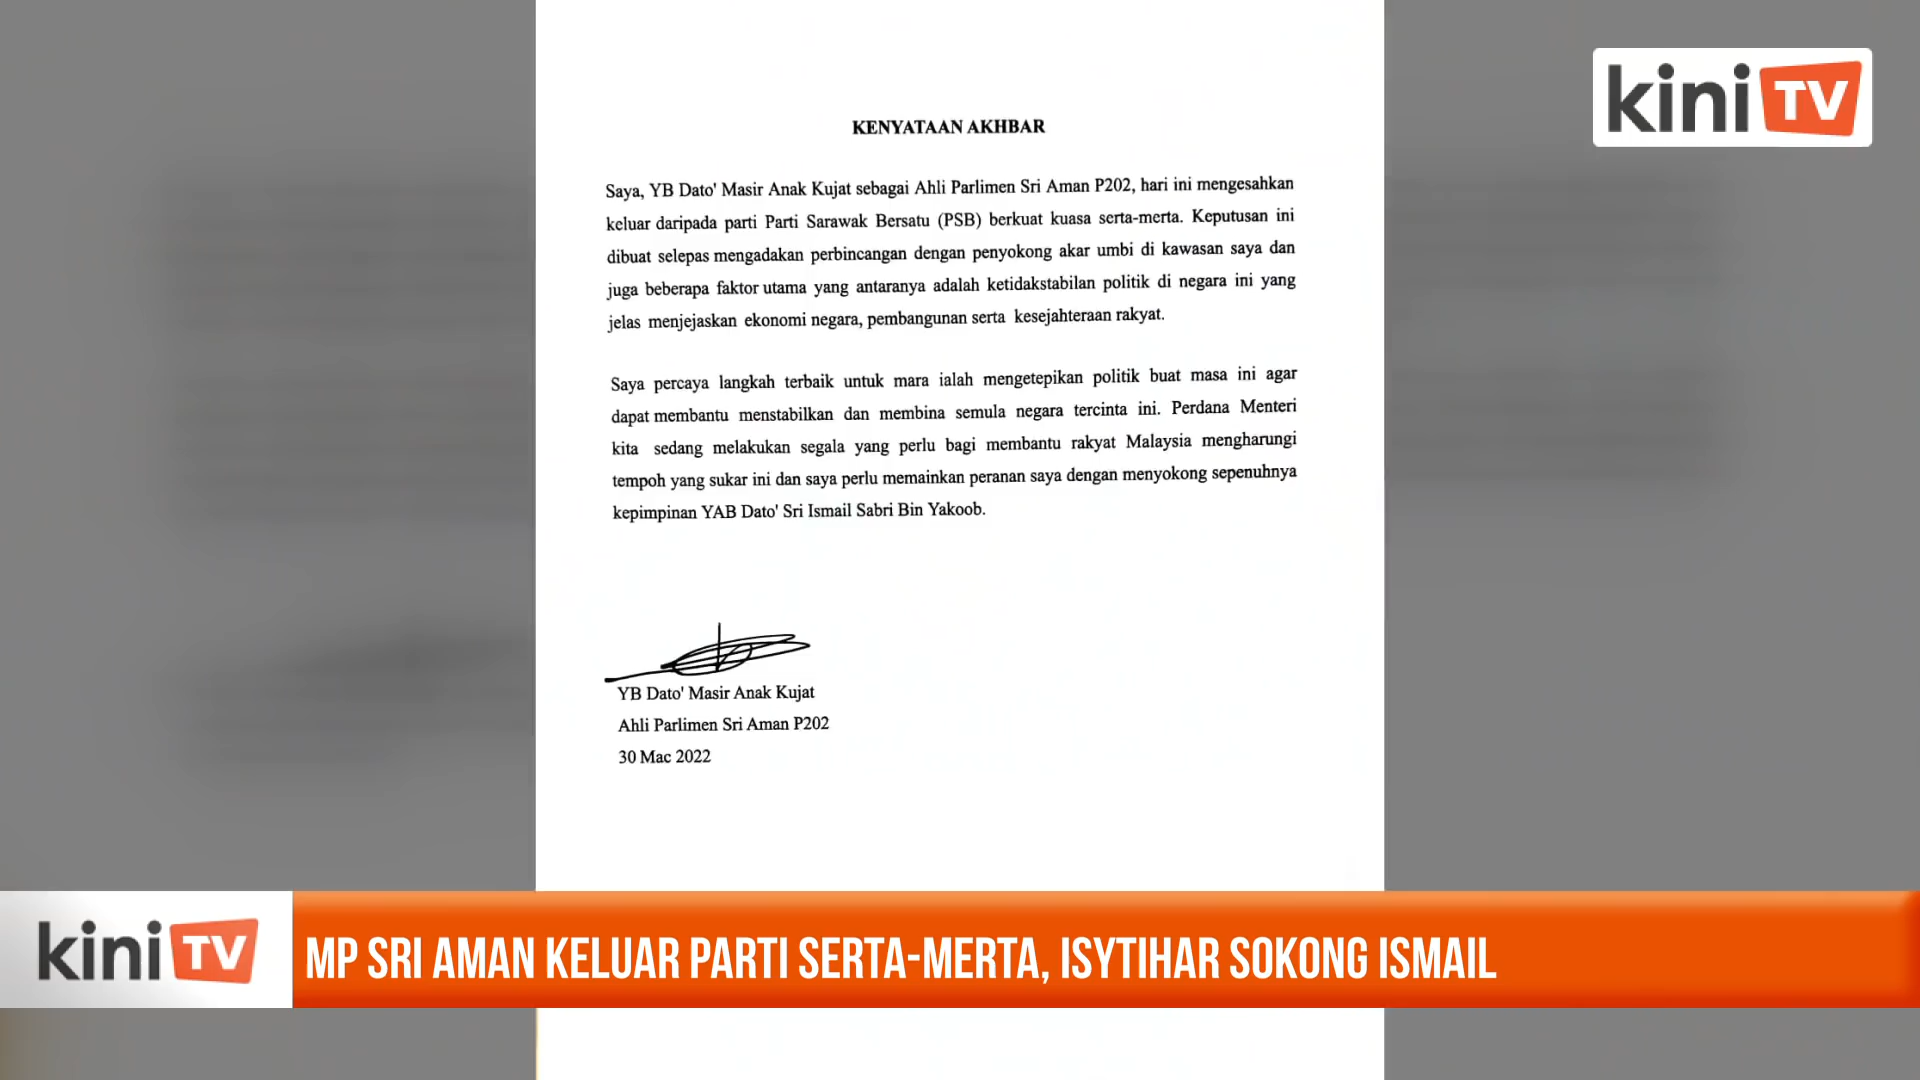 kini TV
KENYATAAN AKHBAR
Saya, YB Dato' Masir Anak Kujat sebagai Ahli Parlimen Sri Aman P202, hari ini mengesahkan
keluar daripada parti Parti Sarawak Bersatu (PSB) berkuat kuasa serta-merta. Keputusan ini
dibuat selepas mengadakan perbincangan dengan penyokong akar umbi di kawasan saya dan
juga beberapa faktor utama yang antaranya adalah ketidakstabilan politik di negara ini yang
jelas menjejaskan ekonomi negara, pembangunan serta kesejahteraan rakyat.
Saya percaya langkah terbaik untuk mara ialah mengetepikan politik buat masa ini agar
dapat membantu menstabilkan dan membina semula negara tercinta ini. Perdana Menteri
kita sedang melakukan segala yang perlu bagi membantu rakyat Malaysia mengharungi
tempoh yang sukar ini dan saya perlu memainkan peranan saya dengan menyokong sepenuhnya
kepimpinan YAB Dato' Sri Ismail Sabri Bin Yakoob.
YB Dato' Masir Anak Kujat
Ahli Parlimen Sri Aman P202
30 Mac 2022
kini TV
MP SRI AMAN KELUAR PARTI SERTA-MERTA, ISYTIHAR SOKONG ISMAIL